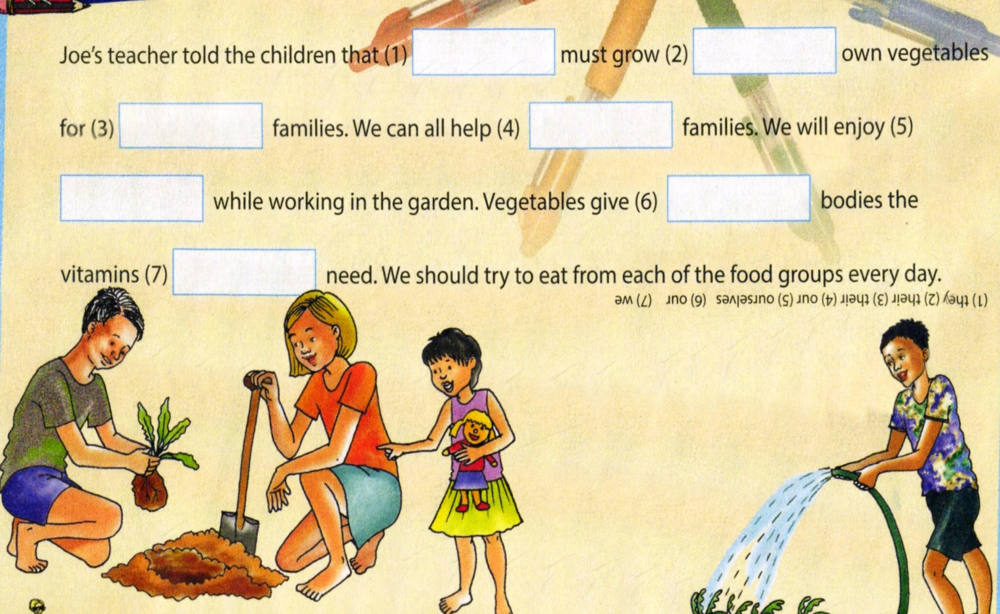 Joe's teacher told the children that (1) must grow (2) own vegetables
for (3) families. We can all help (4) families. We will enjoy (5)
while working in the garden. Vegetables give (6) bodies the
vitamins (7) need. We should try to eat from each of the food groups every day.
(1) they (2) their (3) their (4) our (5) ourselves (6) our (7) we